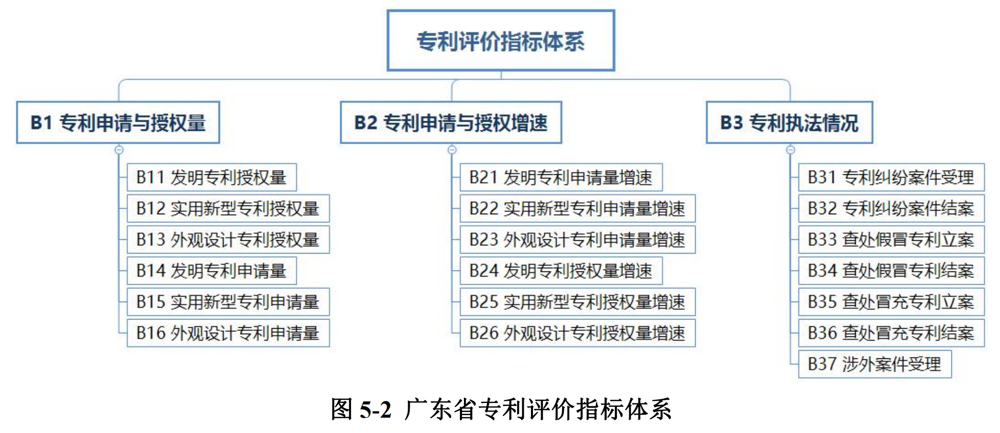 专利评价指标体系
B1 专利申请与授权量
B11 发明专利授权量
B12 实用新型专利授权量
B13 外观设计专利授权量
B14 发明专利申请量
B15 实用新型专利申请量
B16 外观设计专利申请量
B2 专利申请与授权增速
B21 发明专利申请量增速
B22 实用新型专利申请量增速
B23 外观设计专利申请量增速
B24 发明专利授权量增速
B25 实用新型专利授权量增速
B26 外观设计专利授权量增速
B3 专利执法情况
B31 专利纠纷案件受理
B32 专利纠纷案件结案
B33 查处假冒专利立案
B34 查处假冒专利结案
B35 查处冒充专利立案
B36 查处冒充专利结案
B37 涉外案件受理
图 5-2 广东省专利评价指标体系